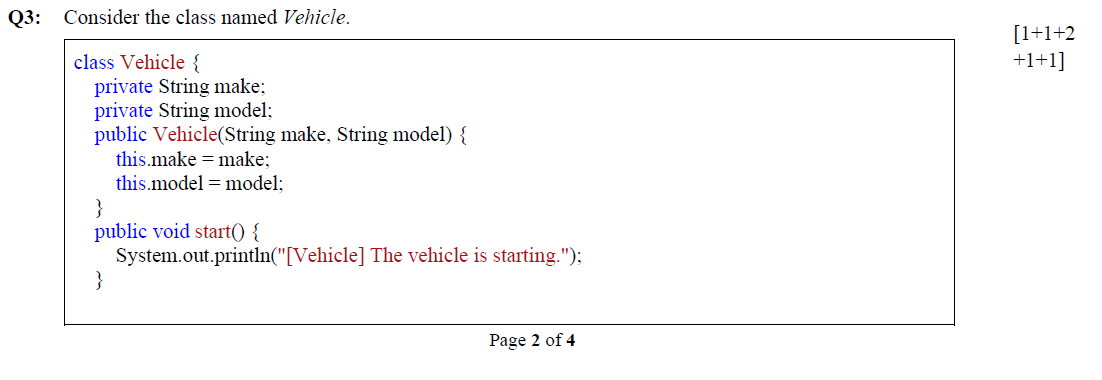 Q3: Consider the class named Vehicle.
[1+1+2
+1+1]
class Vehicle {
private String make;
private String model;
public Vehicle(String make, String model) {
this.make = make;
this.model = model;
}
public void start() {
System.out.println("[Vehicle] The vehicle is starting.");
}
Page 2 of 4